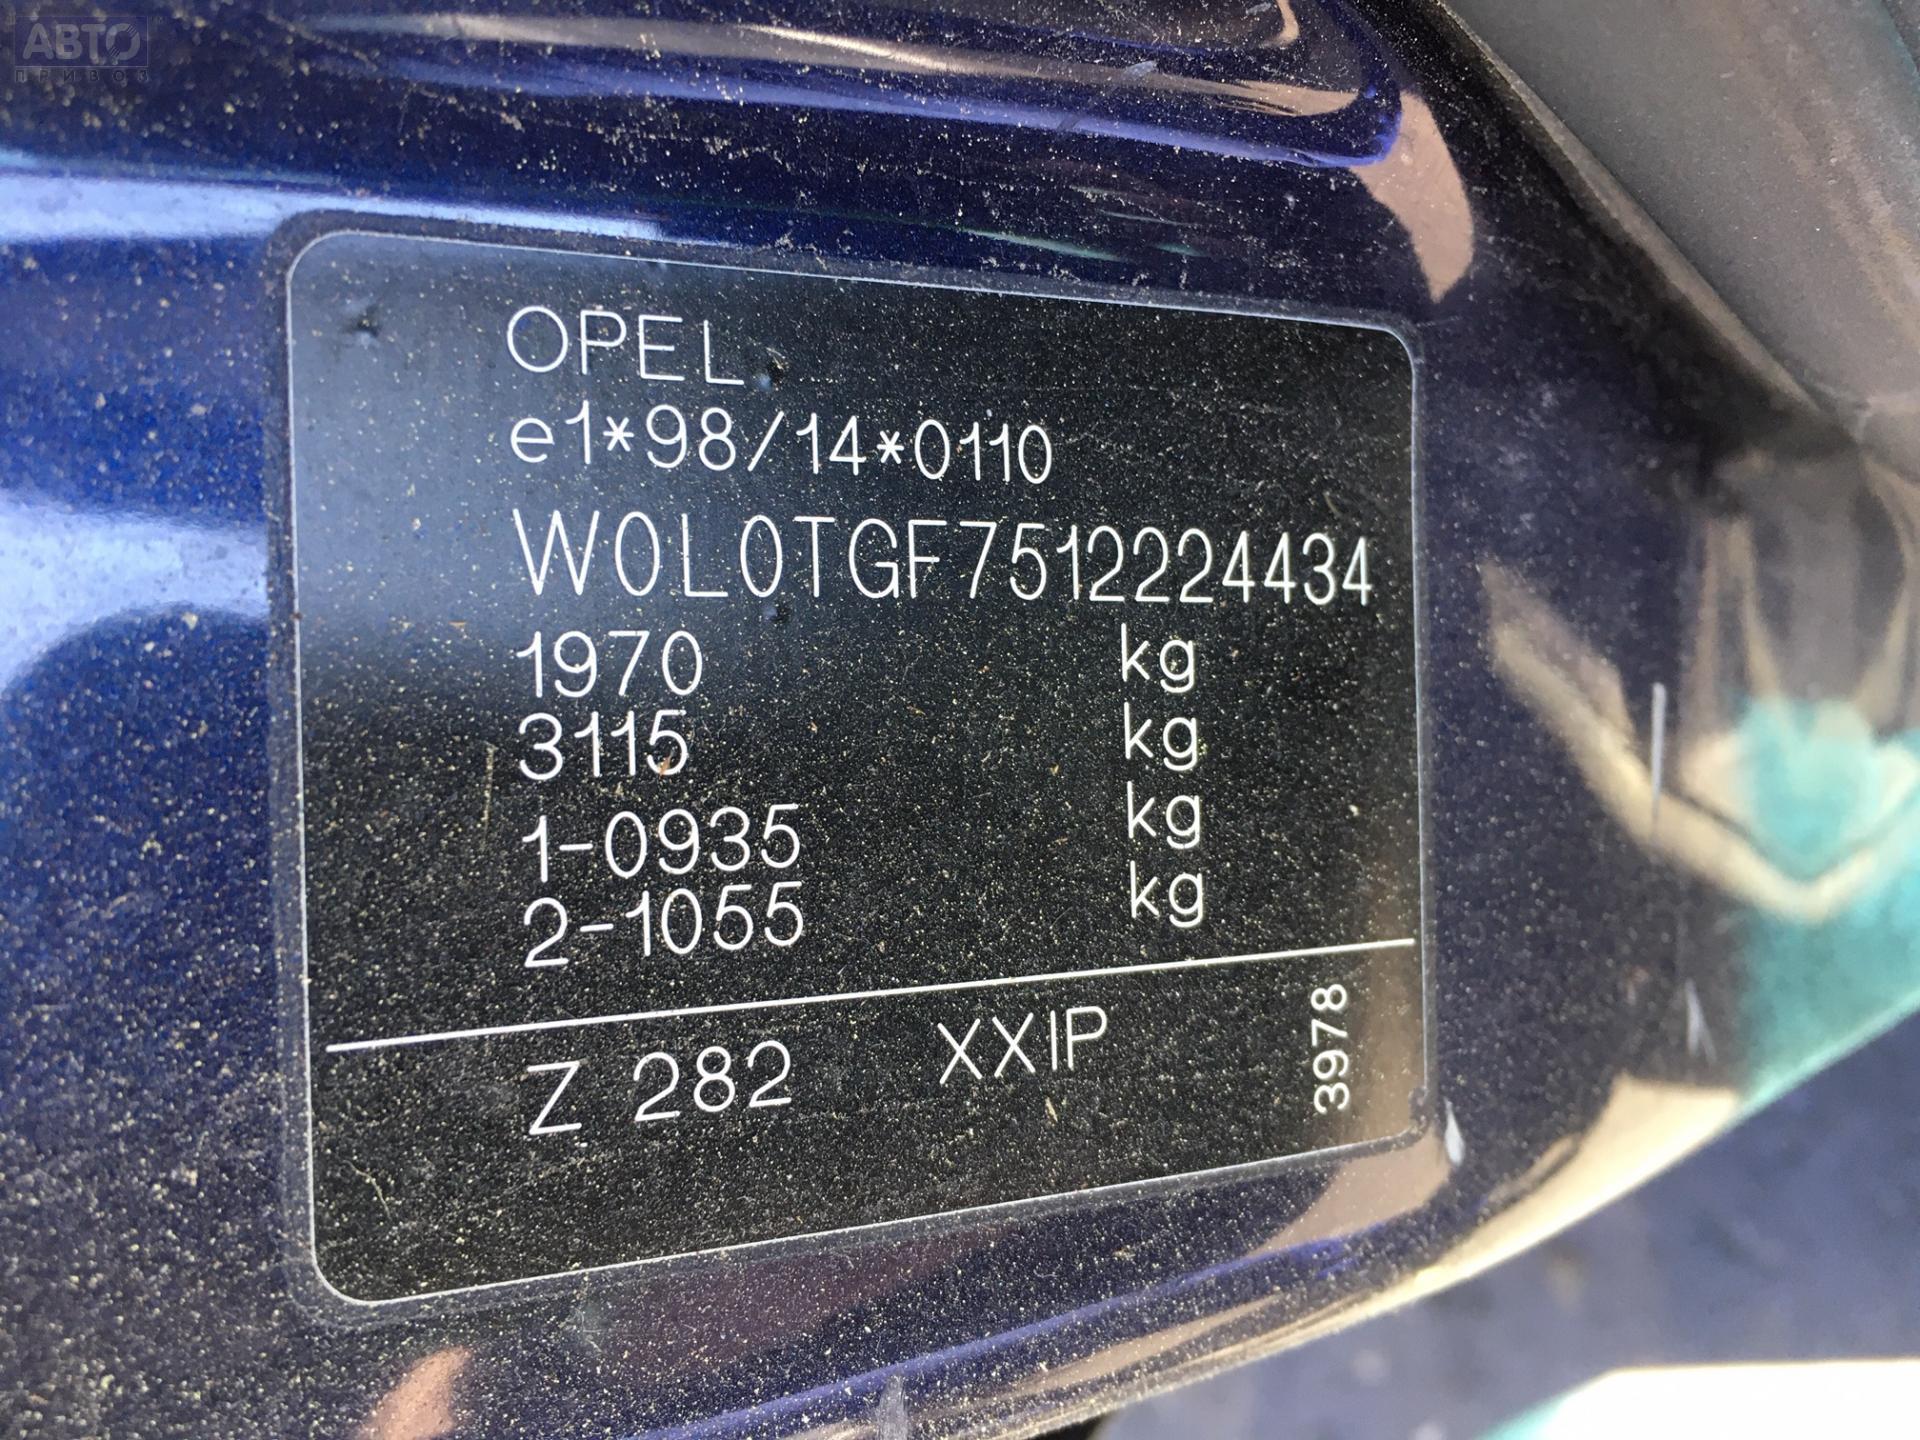 АВТО
ПРИВОЗ
OPEL
e1*98/14*0110
W0L0TGF7512224434
1970 kg
3115 kg
1-0935 kg
2-1055 kg
Z 282 XXIP 3978